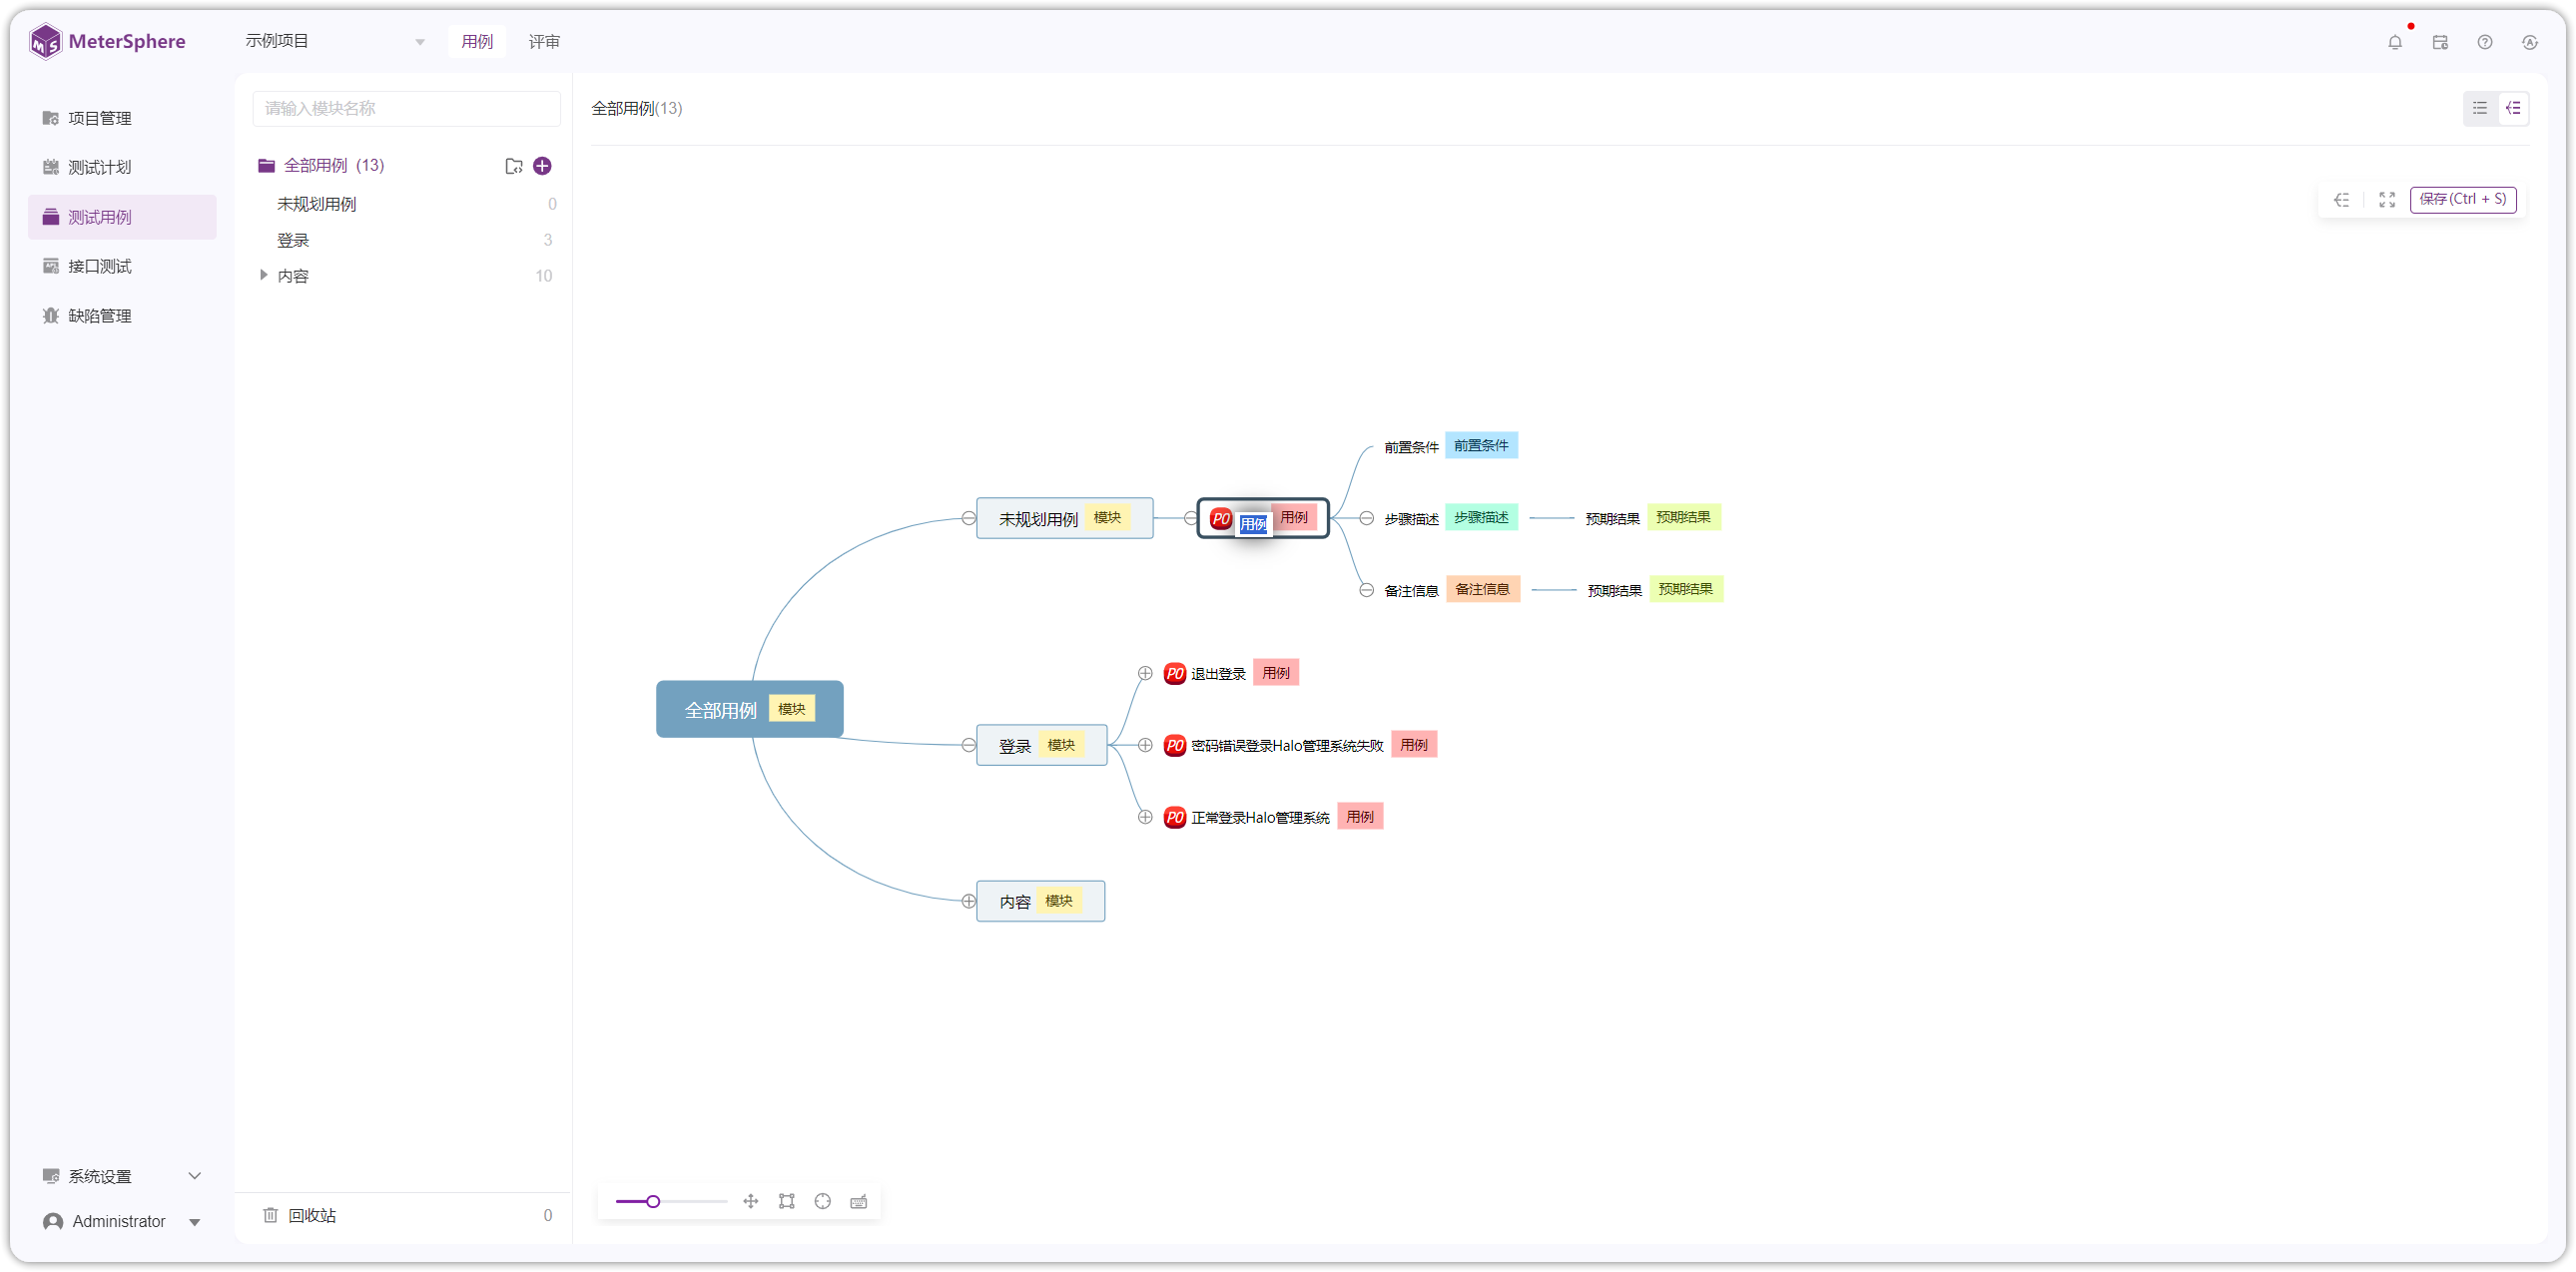 MeterSphere
示例项目
用例
评审
项目管理
测试计划
测试用例
接口测试
缺陷管理
系统设置
Administrator
请输入模块名称
全部用例 (13)
未规划用例 0
登录 3
内容 10
回收站 0
全部用例(13)
保存(Ctrl + S)
前置条件 前置条件
未规划用例 模块
P0 用例 用例
步骤描述 步骤描述
预期结果 预期结果
备注信息 备注信息
预期结果 预期结果
P0 退出登录 用例
全部用例 模块
登录 模块
P0 密码错误登录Halo管理系统失败 用例
P0 正常登录Halo管理系统 用例
内容 模块